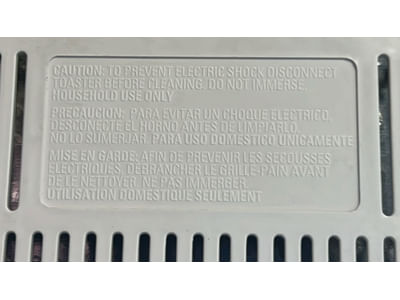 CAUTION: TO PREVENT ELECTRIC SHOCK DISCONNECT
TOASTER BEFORE CLEANING. DO NOT IMMERSE.
HOUSEHOLD USE ONLY
PRECAUCION: PARA EVITAR UN CHOQUE ELECTRICO,
DESCONECTE EL HORNO ANTES DE LIMPIARLO.
NO LO SUMERJAR. PARA USO DOMESTICO UNICAMENTE
MISE EN GARDE: AFIN DE PREVENIR LES SECOUSSES
ELECTRIQUES, DEBRANCHER LE GRILLE-PAIN AVANT
DE LE NETTOYER. NE PAS IMMERGER.
UTILISATION DOMESTIQUE SEULEMENT